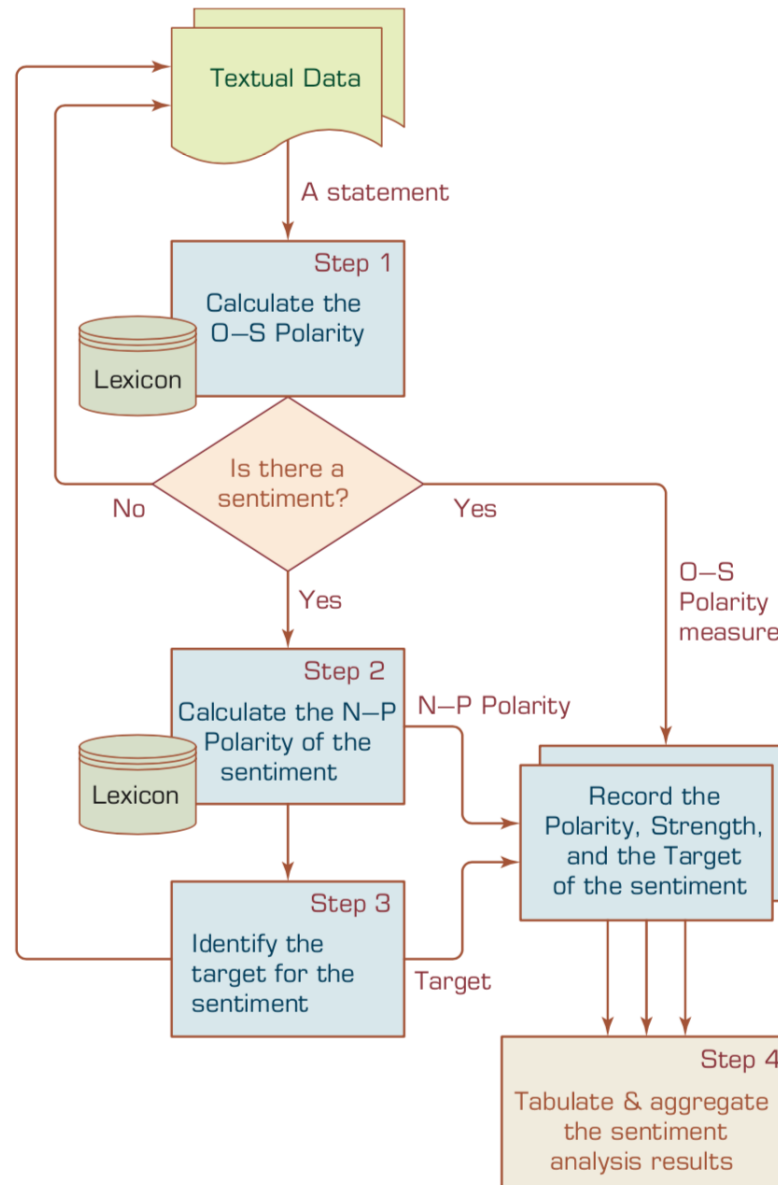 Textual Data
A statement
Step 1
Calculate the
O–S Polarity
Lexicon
Is there a
sentiment?
No
Yes
Yes
O–S
Polarity
measure
Step 2
Calculate the N–P
Polarity of the
sentiment
N–P Polarity
Lexicon
Record the
Polarity, Strength,
and the Target
of the sentiment
Step 3
Identify the
target for the
sentiment
Target
Step 4
Tabulate & aggregate
the sentiment
analysis results